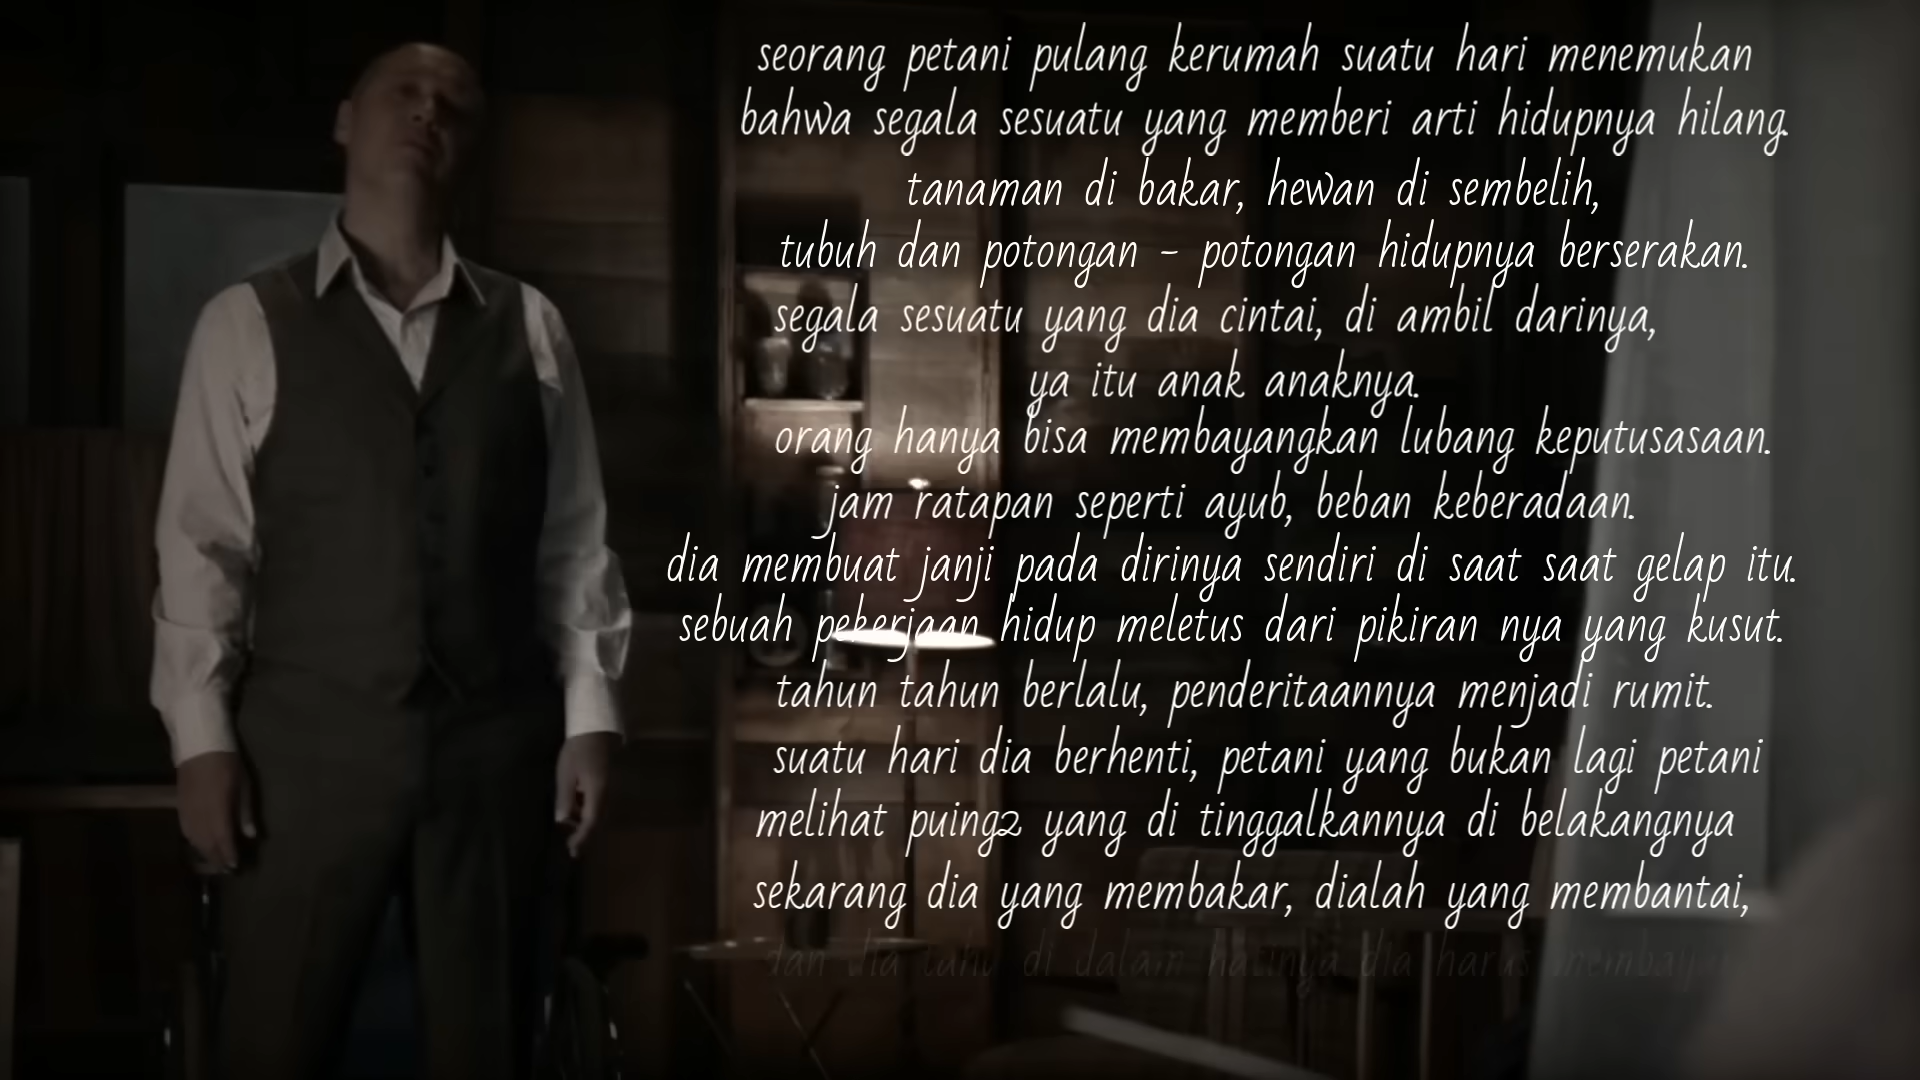 seorang petani pulang kerumah suatu hari menemukan
bahwa segala sesuatu yang memberi arti hidupnya hilang.
tanaman di bakar, hewan di sembelih,
tubuh dan potongan - potongan hidupnya berserakan.
segala sesuatu yang dia cintai, di ambil darinya,
ya itu anak anaknya.
orang hanya bisa membayangkan lubang keputusasaan.
jam ratapan seperti ayub, beban keberadaan.
dia membuat janji pada dirinya sendiri di saat saat gelap itu.
sebuah pekerjaan hidup meletus dari pikiran nya yang kusut.
tahun tahun berlalu, penderitaannya menjadi rumit.
suatu hari dia berhenti, petani yang bukan lagi petani
melihat puing2 yang di tinggalkannya di belakangnya
sekarang dia yang membakar, dialah yang membantai,
dan dia tahu di dalam hatinya dia harus